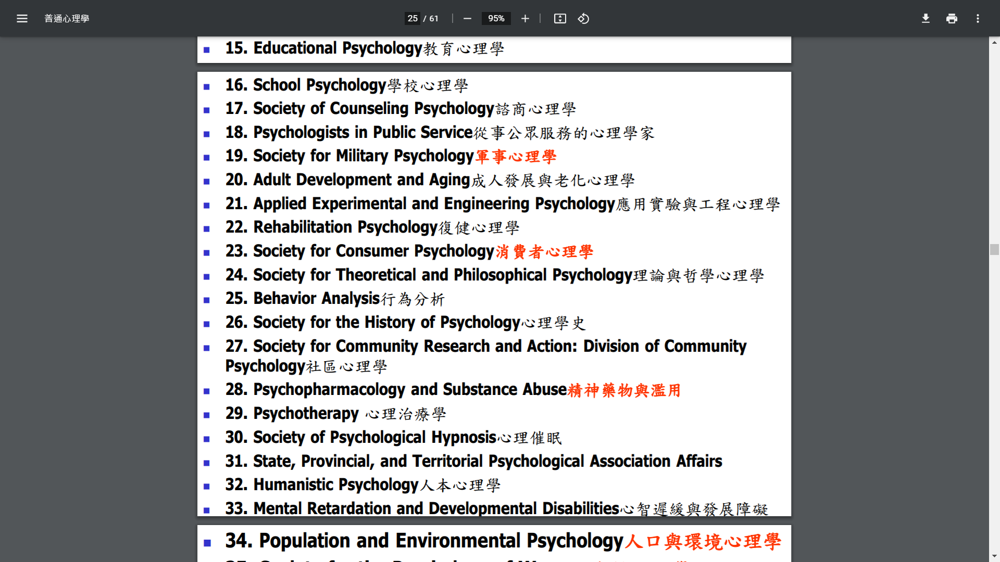 普通心理學
25 / 61
95%
15. Educational Psychology教育心理學
16. School Psychology學校心理學
17. Society of Counseling Psychology諮商心理學
18. Psychologists in Public Service從事公眾服務的心理學家
19. Society for Military Psychology軍事心理學
20. Adult Development and Aging成人發展與老化心理學
21. Applied Experimental and Engineering Psychology應用實驗與工程心理學
22. Rehabilitation Psychology復健心理學
23. Society for Consumer Psychology消費者心理學
24. Society for Theoretical and Philosophical Psychology理論與哲學心理學
25. Behavior Analysis行為分析
26. Society for the History of Psychology心理學史
27. Society for Community Research and Action: Division of Community
Psychology社區心理學
28. Psychopharmacology and Substance Abuse精神藥物與濫用
29. Psychotherapy 心理治療學
30. Society of Psychological Hypnosis心理催眠
31. State, Provincial, and Territorial Psychological Association Affairs
32. Humanistic Psychology人本心理學
33. Mental Retardation and Developmental Disabilities心智遲緩與發展障礙
34. Population and Environmental Psychology人口與環境心理學